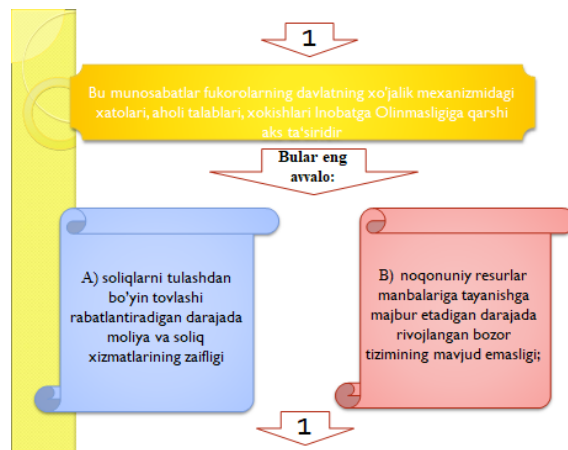 1
Bu munosabatlar fukorolarning davlatning xo'jalik mexanizmidagi
xatolari, aholi talablari, xokishlari Inobatga Olinmasligiga qarshi
aks ta'siridir
Bular eng
avvalo:
A) soliqlarni tulashdan
bo'yin tovlashi
rabatlantiradigan darajada
moliya va soliq
xizmatlarining zaifligi
B) noqonuniy resurlar
manbalariga tayanishga
majbur etadigan darajada
rivojlangan bozor
tizimining mavjud emasligi;
1